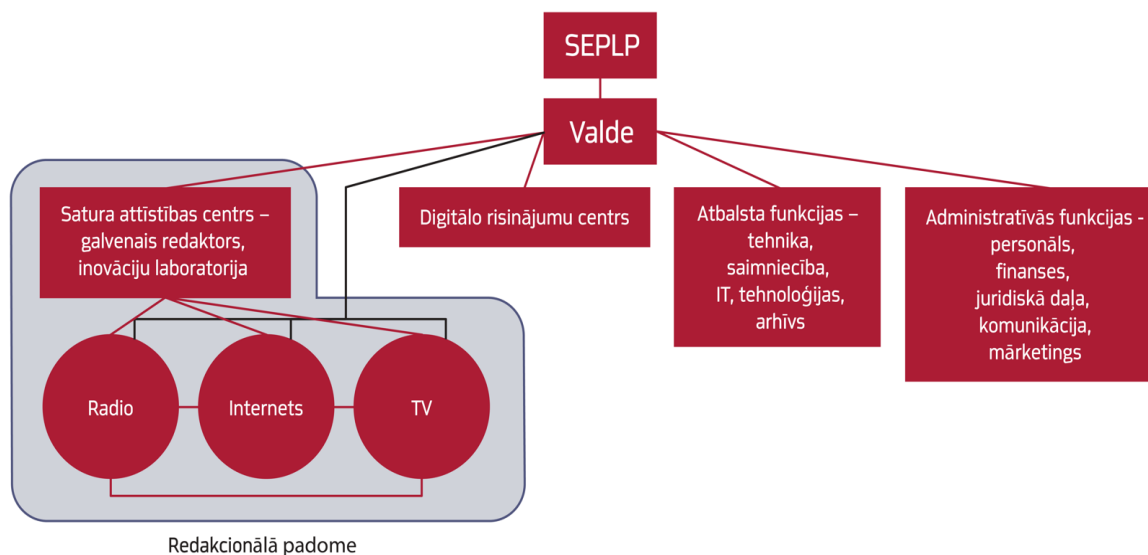 SEPLP
Valde
Satura attīstības centrs –
galvenais redaktors,
inovāciju laboratorija
Digitālo risinājumu centrs
Atbalsta funkcijas –
tehnika,
saimniecība,
IT, tehnoloģijas,
arhīvs
Administratīvās funkcijas -
personāls,
finanses,
juridiskā daļa,
komunikācija,
mārketings
Radio
Internets
TV
Redakcionālā padome